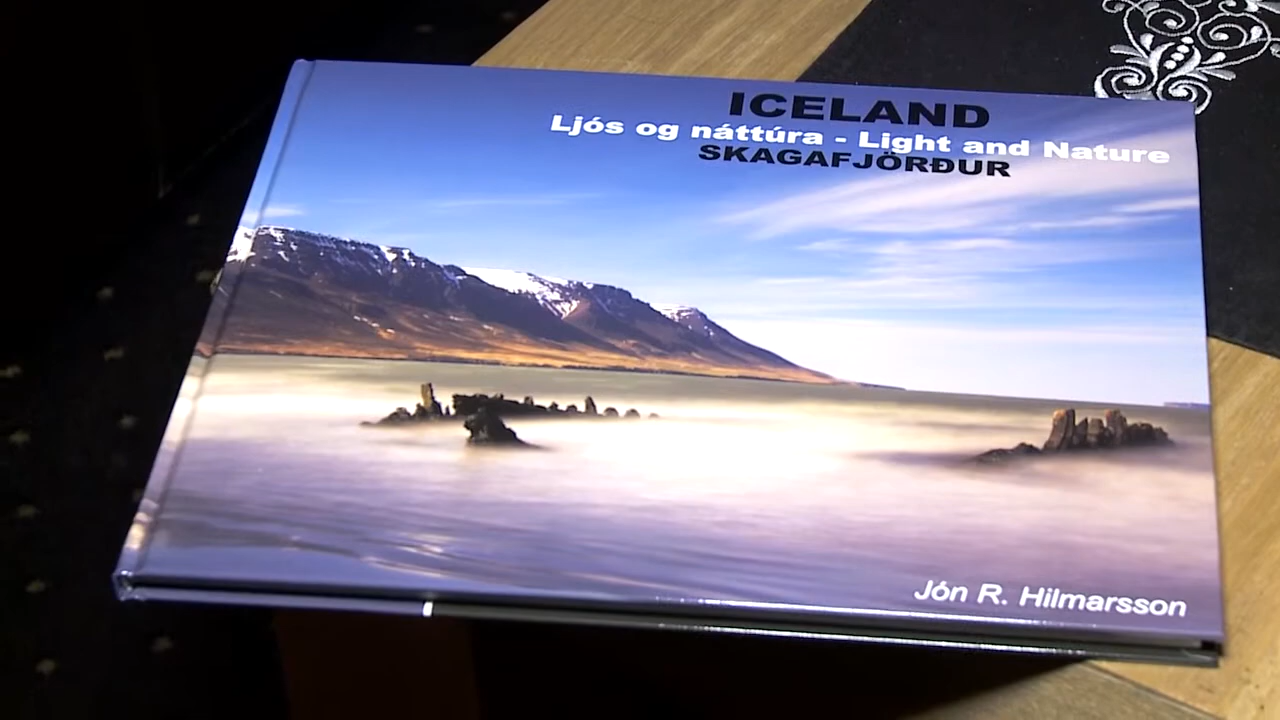 ICELAND
Ljós og náttúra - Light and Nature
SKAGAFJÖRÐUR
Jón R. Hilmarsson